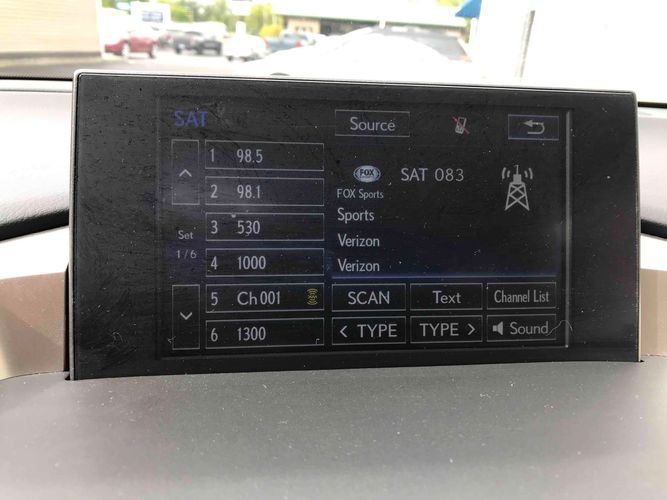 SAT
Source
1 98.5
2 98.1
3 530
4 1000
5 Ch 001
6 1300
Set
1/6
FOX
FOX Sports
SAT 083
1
Sports
Verizon
Verizon
SCAN
Text
Channel List
< TYPE
TYPE >
Sound